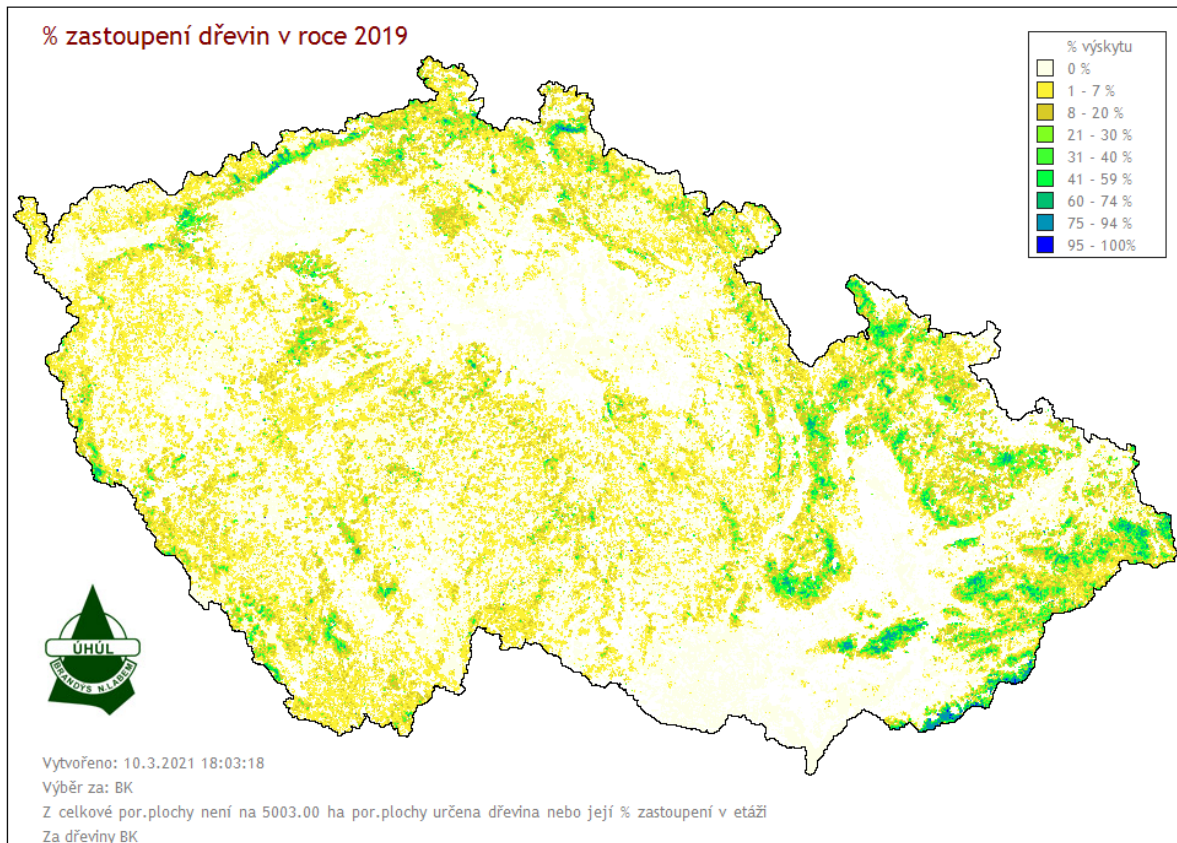 % zastoupení dřevin v roce 2019
% výskytu
0 %
1 - 7 %
8 - 20 %
21 - 30 %
31 - 40 %
41 - 59 %
60 - 74 %
75 - 94 %
95 - 100%
ÚHÚL
BRANDÝS N.LABEM
Vytvořeno: 10.3.2021 18:03:18
Výběr za: BK
Z celkové por.plochy není na 5003.00 ha por.plochy určena dřevina nebo její % zastoupení v etáži
Za dřeviny BK